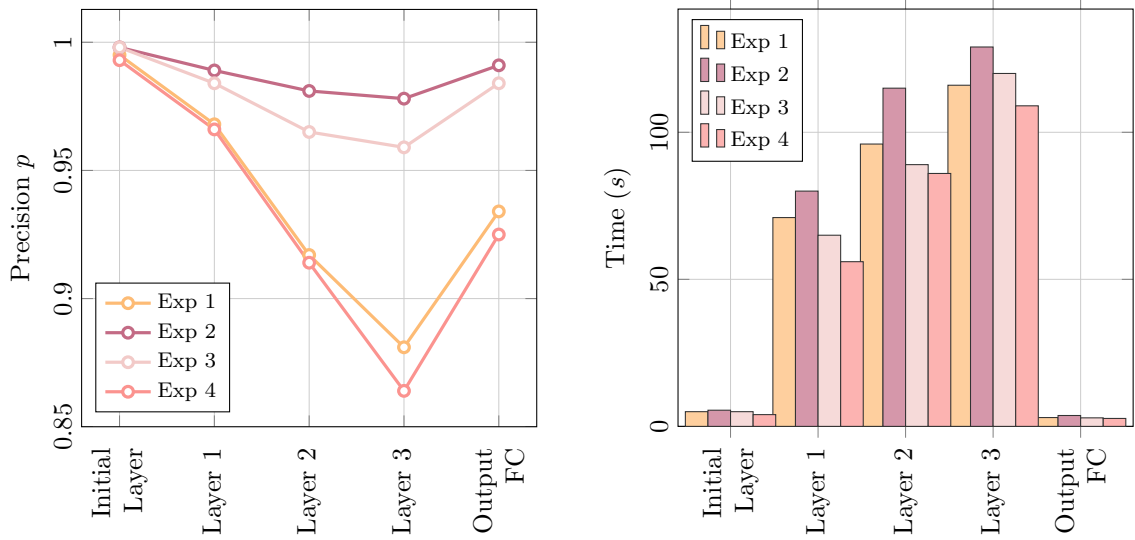 1
0.95
0.9
0.85
Precision p
Exp 1
Exp 2
Exp 3
Exp 4
Initial
Layer
Layer 1
Layer 2
Layer 3
Output
FC
100
50
0
Time (s)
Exp 1
Exp 2
Exp 3
Exp 4
Initial
Layer
Layer 1
Layer 2
Layer 3
Output
FC